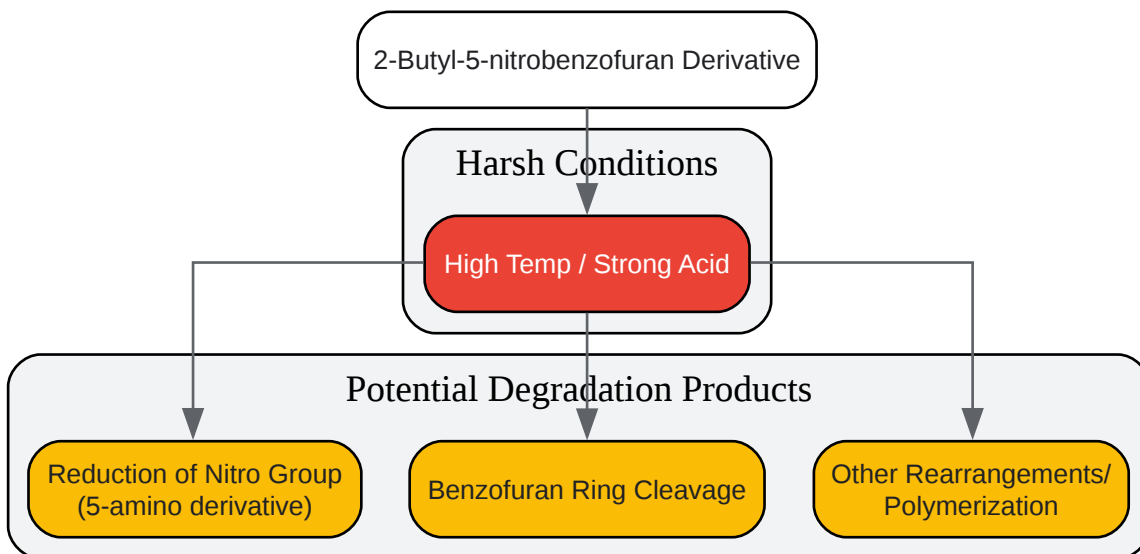 2-Butyl-5-nitrobenzofuran Derivative
Harsh Conditions
High Temp / Strong Acid
Potential Degradation Products
Reduction of Nitro Group
(5-amino derivative)
Benzofuran Ring Cleavage
Other Rearrangements/
Polymerization